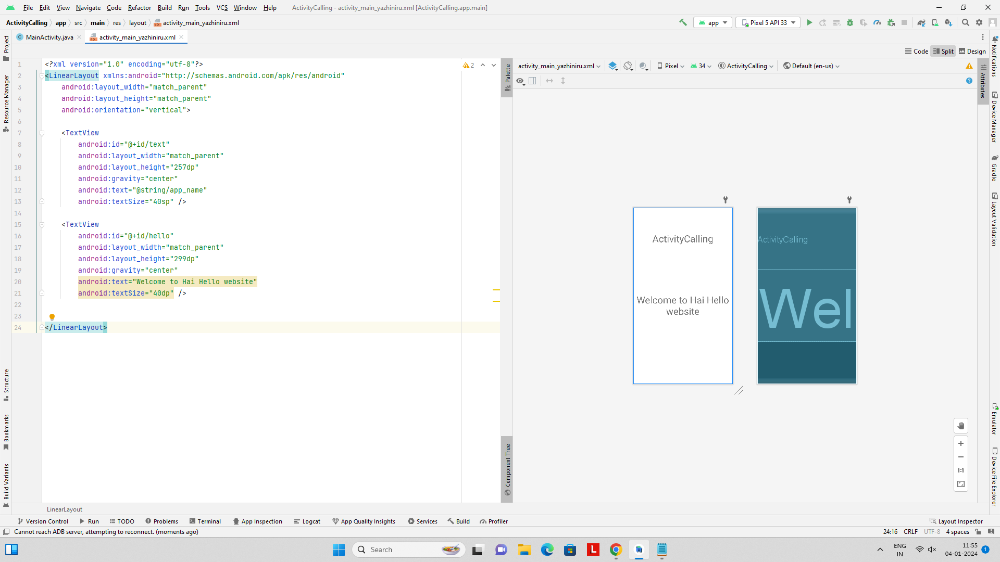 File Edit View Navigate Code Refactor Build Run Tools VCS Window Help ActivityCalling - activity_main_yazhiniru.xml [ActivityCalling.app.main]
ActivityCalling app src main res layout activity_main_yazhiniru.xml app Pixel 5 API 33
MainActivity.java activity_main_yazhiniru.xml
Code Split Design
Project
Resource Manager
Structure
Bookmarks
Build Variants
1 <?xml version="1.0" encoding="utf-8"?>
2 <LinearLayout xmlns:android="http://schemas.android.com/apk/res/android"
3 android:layout_width="match_parent"
4 android:layout_height="match_parent"
5 android:orientation="vertical">
6
7 <TextView
8 android:id="@+id/text"
9 android:layout_width="match_parent"
10 android:layout_height="257dp"
11 android:gravity="center"
12 android:text="@string/app_name"
13 android:textSize="40sp" />
14
15 <TextView
16 android:id="@+id/hello"
17 android:layout_width="match_parent"
18 android:layout_height="299dp"
19 android:gravity="center"
20 android:text="Welcome to Hai Hello website"
21 android:textSize="40dp" />
22
23
24 </LinearLayout>
2
Palette
Component Tree
activity_main_yazhiniru.xml Pixel 34 ActivityCalling Default (en-us)
?
ActivityCalling
Welcome to Hai Hello
website
ActivityCalling
Wel
1:1
Attributes
Notifications
Device Manager
Gradle
Layout Validation
Emulator
Device File Explorer
LinearLayout
Version Control Run TODO Problems Terminal App Inspection Logcat App Quality Insights Services Build Profiler Layout Inspector
Cannot reach ADB server, attempting to reconnect. (moments ago) 24:16 CRLF UTF-8 4 spaces
Search L ENG
IN
11:55
04-01-2024 1